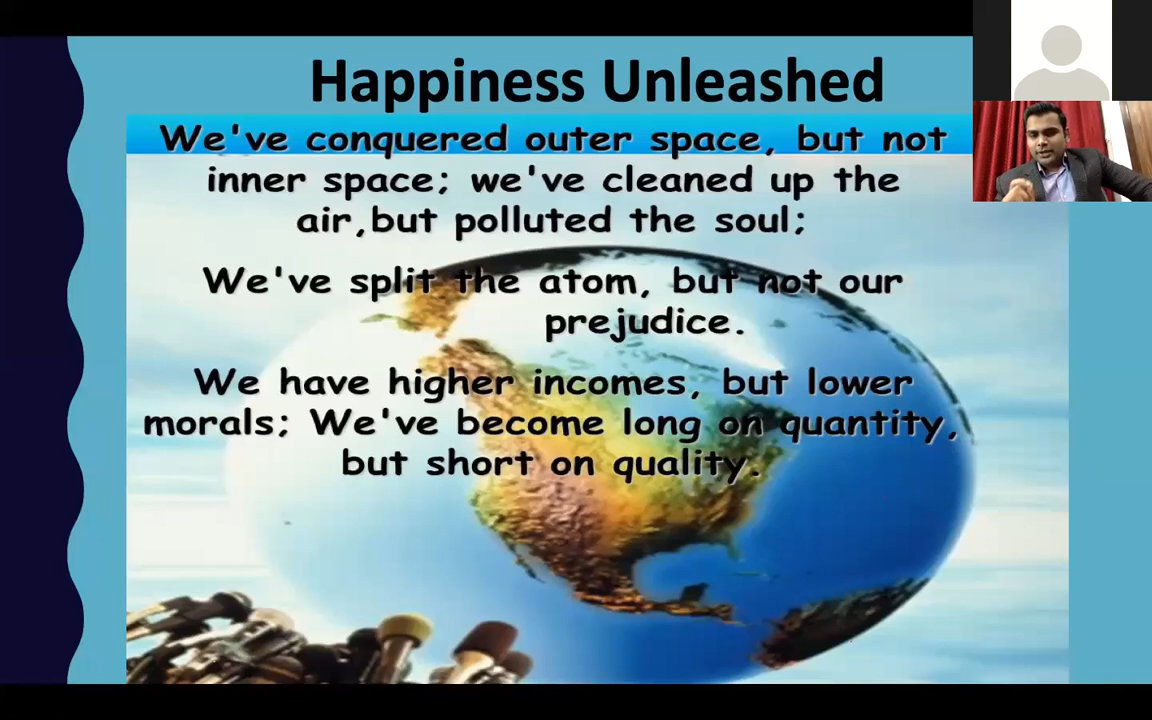 Happiness Unleashed
We've conquered outer space, but not
inner space; we've cleaned up the
air,but polluted the soul;
We've split the atom, but not our
prejudice.
We have higher incomes, but lower
morals; We've become long on quantity,
but short on quality.